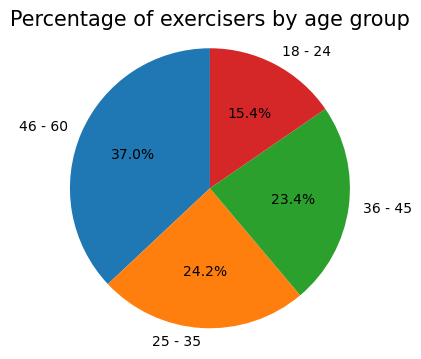 Percentage of exercisers by age group
18 - 24
15.4%
46 - 60
37.0%
23.4%
36 - 45
24.2%
25 - 35